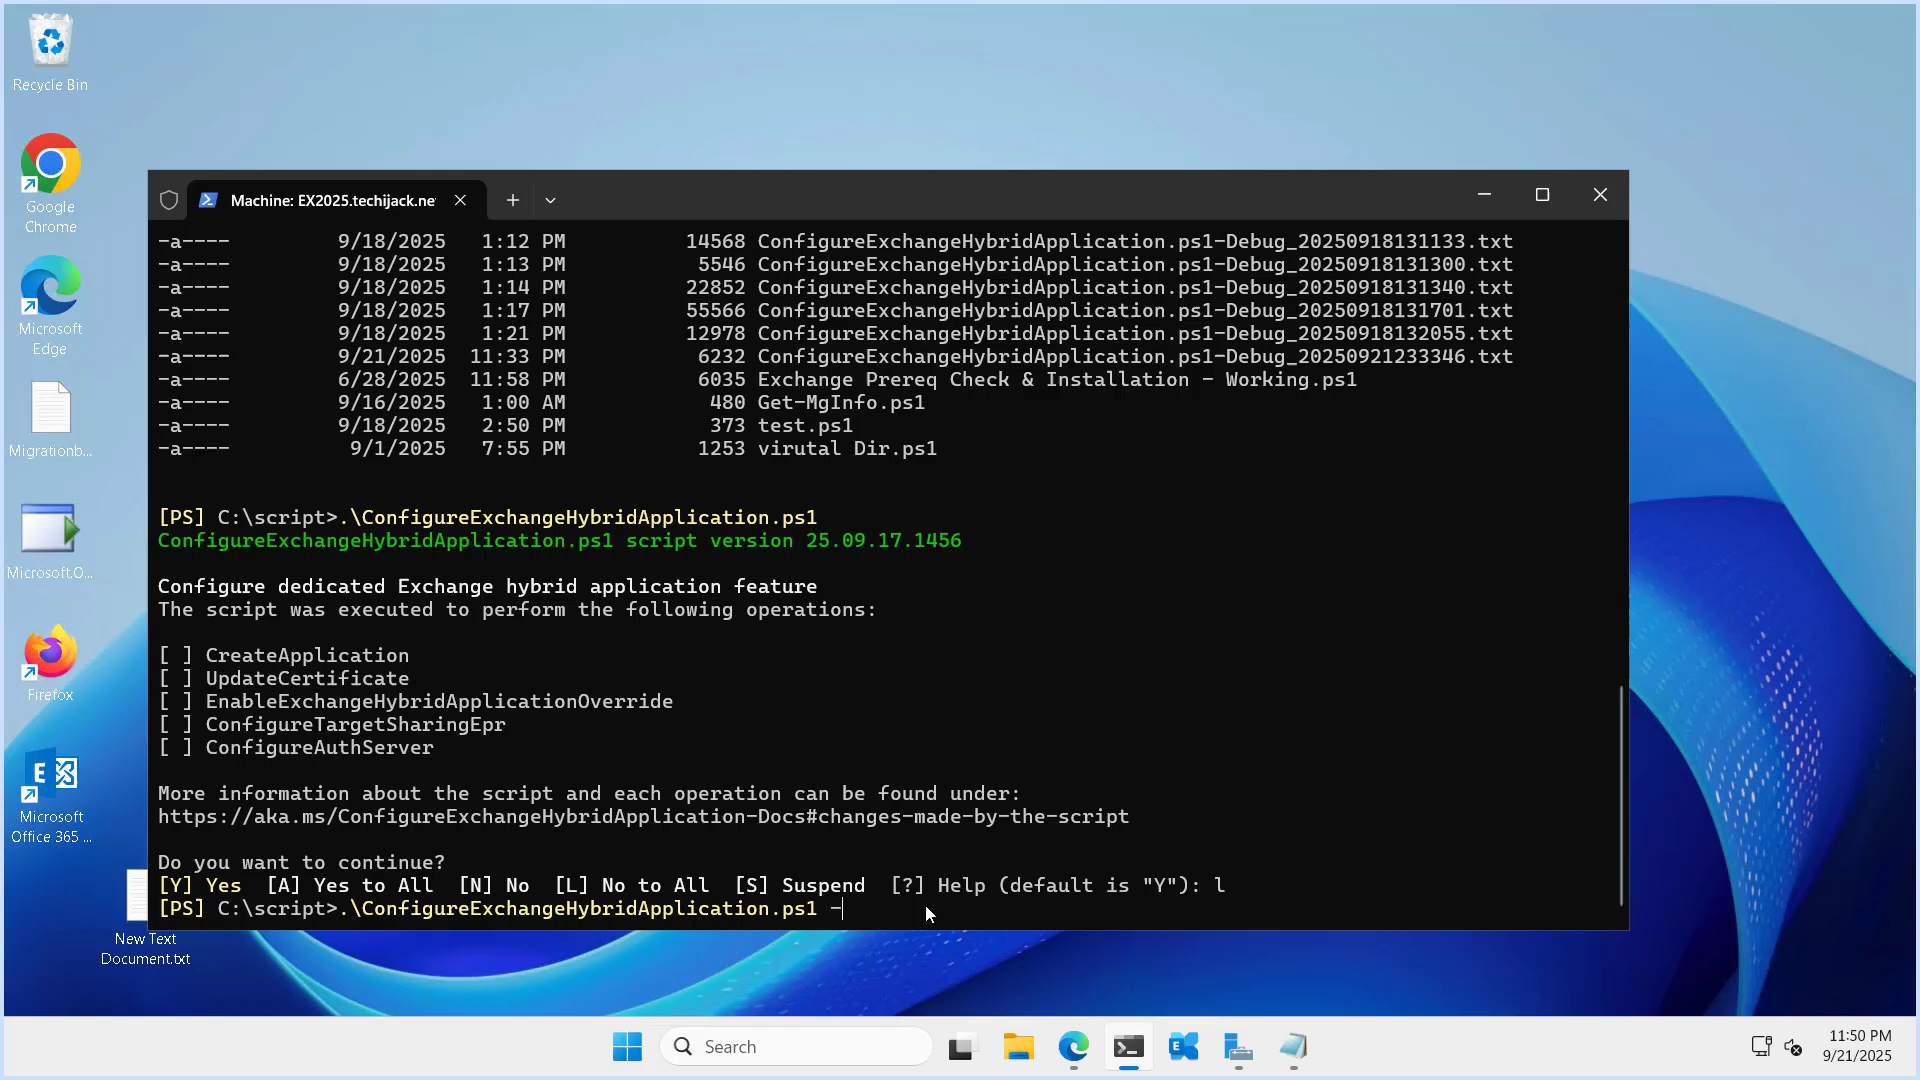 Recycle Bin
Google
Chrome
Microsoft
Edge
Migrationb...
Microsoft.O...
Firefox
Microsoft
Office 365 ...
New Text
Document.txt
Machine: EX2025.techijack.ne
-a---- 9/18/2025 1:12 PM 14568 ConfigureExchangeHybridApplication.ps1-Debug_20250918131133.txt
-a---- 9/18/2025 1:13 PM 5546 ConfigureExchangeHybridApplication.ps1-Debug_20250918131300.txt
-a---- 9/18/2025 1:14 PM 22852 ConfigureExchangeHybridApplication.ps1-Debug_20250918131340.txt
-a---- 9/18/2025 1:17 PM 55566 ConfigureExchangeHybridApplication.ps1-Debug_20250918131701.txt
-a---- 9/18/2025 1:21 PM 12978 ConfigureExchangeHybridApplication.ps1-Debug_20250918132055.txt
-a---- 9/21/2025 11:33 PM 6232 ConfigureExchangeHybridApplication.ps1-Debug_20250921233346.txt
-a---- 6/28/2025 11:58 PM 6035 Exchange Prereq Check & Installation - Working.ps1
-a---- 9/16/2025 1:00 AM 480 Get-MgInfo.ps1
-a---- 9/18/2025 2:50 PM 373 test.ps1
-a---- 9/1/2025 7:55 PM 1253 virutal Dir.ps1
[PS] C:\script>.\ConfigureExchangeHybridApplication.ps1
ConfigureExchangeHybridApplication.ps1 script version 25.09.17.1456
Configure dedicated Exchange hybrid application feature
The script was executed to perform the following operations:
[ ] CreateApplication
[ ] UpdateCertificate
[ ] EnableExchangeHybridApplicationOverride
[ ] ConfigureTargetSharingEpr
[ ] ConfigureAuthServer
More information about the script and each operation can be found under:
https://aka.ms/ConfigureExchangeHybridApplication-Docs#changes-made-by-the-script
Do you want to continue?
[Y] Yes [A] Yes to All [N] No [L] No to All [S] Suspend [?] Help (default is "Y"): l
[PS] C:\script>.\ConfigureExchangeHybridApplication.ps1 -
Search
11:50 PM
9/21/2025